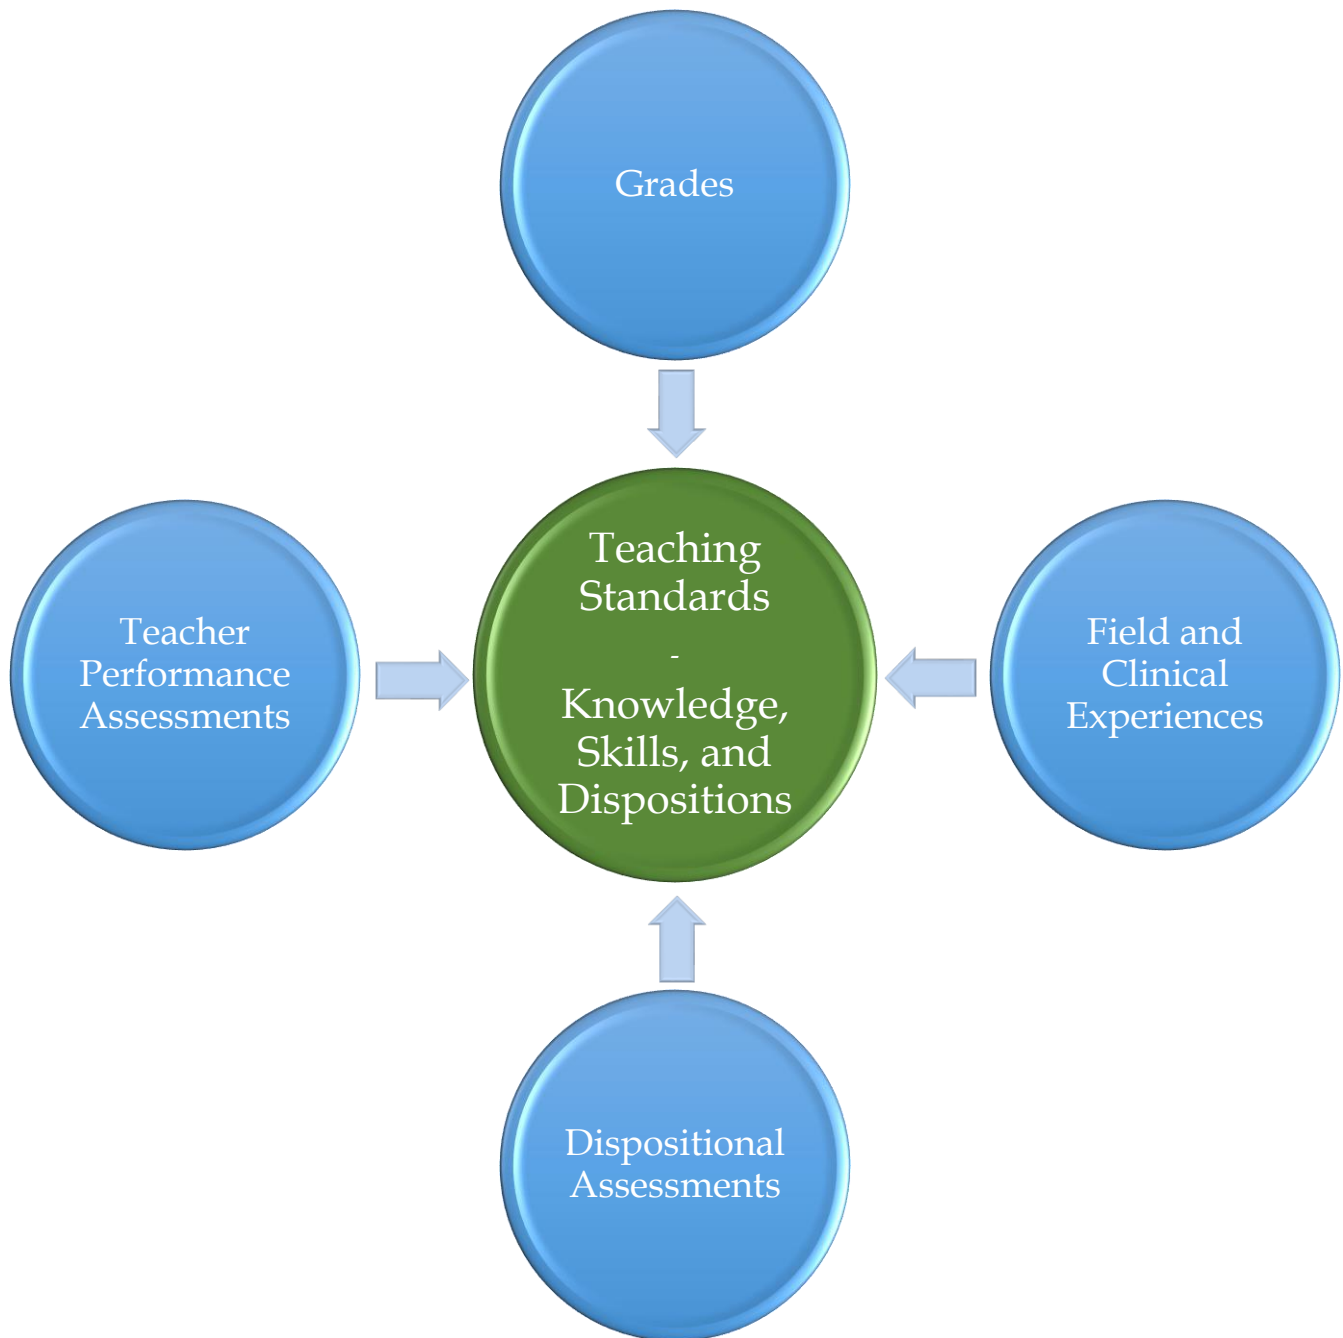 Grades
Teaching
Standards
-
Knowledge,
Skills, and
Dispositions
Teacher
Performance
Assessments
Field and
Clinical
Experiences
Dispositional
Assessments